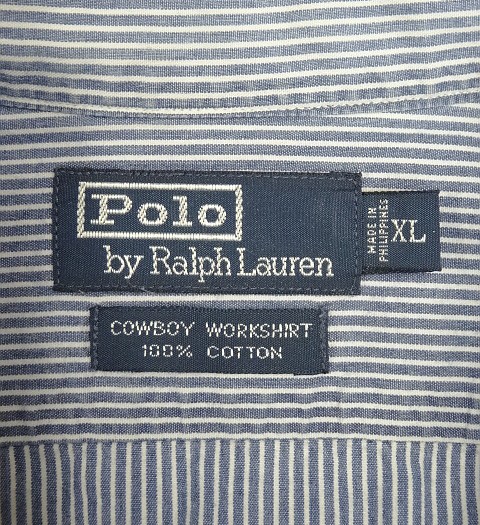 Polo
by Ralph Lauren
MADE IN
PHILIPPINES
XL
COWBOY WORKSHIRT
100% COTTON